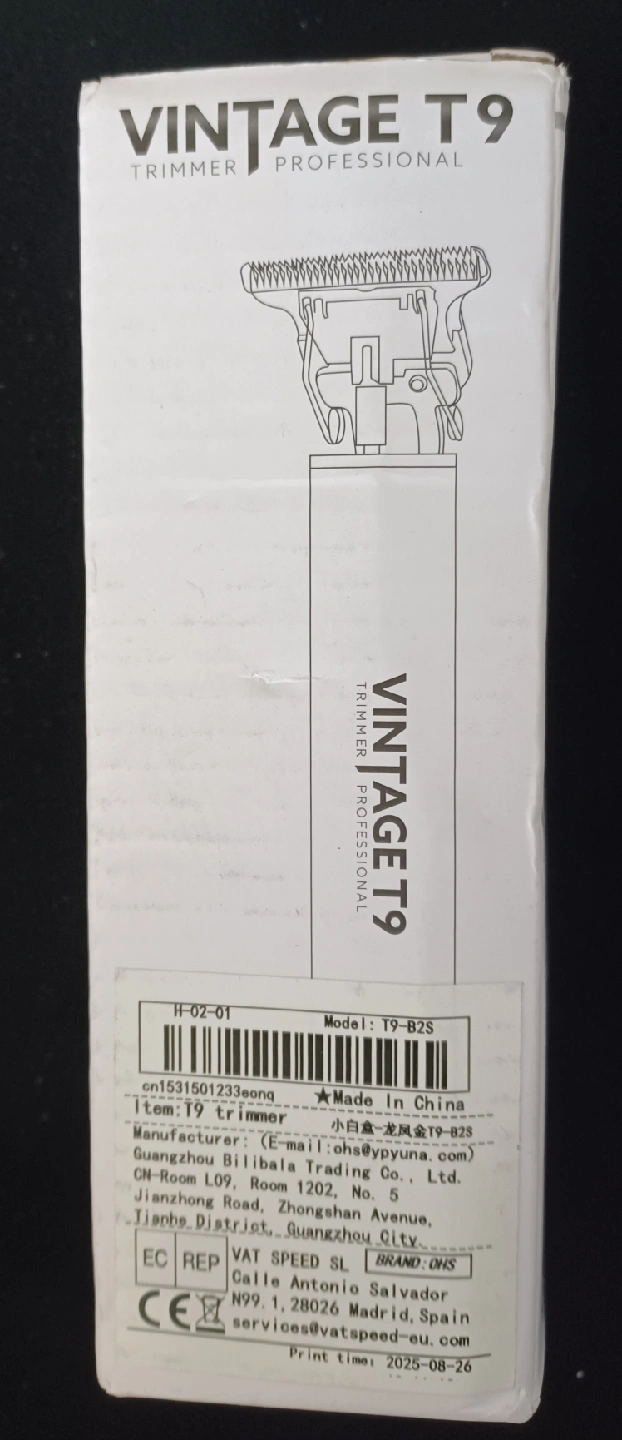 VINTAGE T9
TRIMMER PROFESSIONAL
VINTAGE T9
TRIMMER PROFESSIONAL
H-02-01
Model: T9-B2S
cn1531501233eonq
★Made In China
Item:T9 trimmer
小白盒-龙凤金T9-B2S
Manufacturer: (E-mail:ohs@ypyuna.com)
Guangzhou Bilibala Trading Co., Ltd.
CN-Room L09, Room 1202, No. 5
Jianzhong Road, Zhongshan Avenue,
Tianhe District, Guangzhou City.
EC REP
VAT SPEED SL
BRAND:OHS
Calle Antonio Salvador
N99.1,28026 Madrid,Spain
CE
services@vatspeed-eu.com
Print time: 2025-08-26